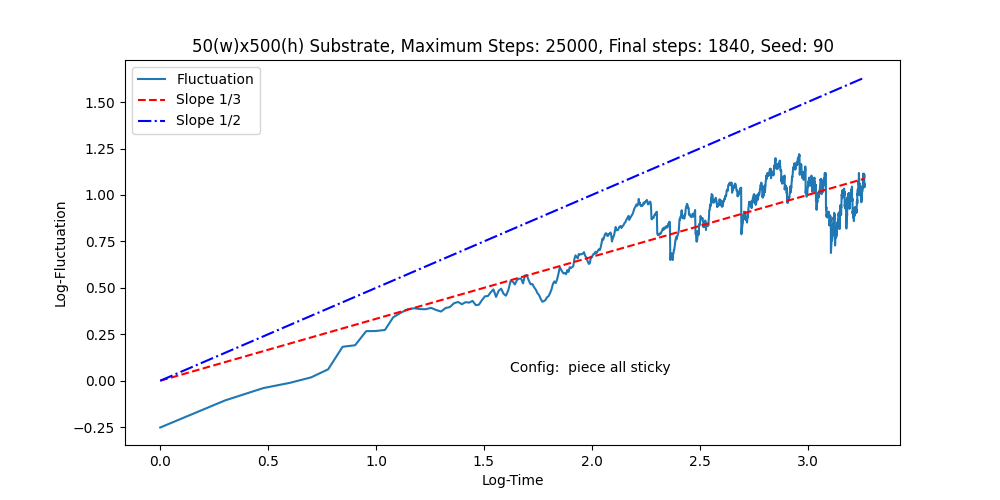 50(w)x500(h) Substrate, Maximum Steps: 25000, Final steps: 1840, Seed: 90
Fluctuation
Slope 1/3
Slope 1/2
1.50
1.25
1.00
0.75
0.50
0.25
0.00
−0.25
Log-Fluctuation
Config:  piece all sticky
0.0 0.5 1.0 1.5 2.0 2.5 3.0
Log-Time